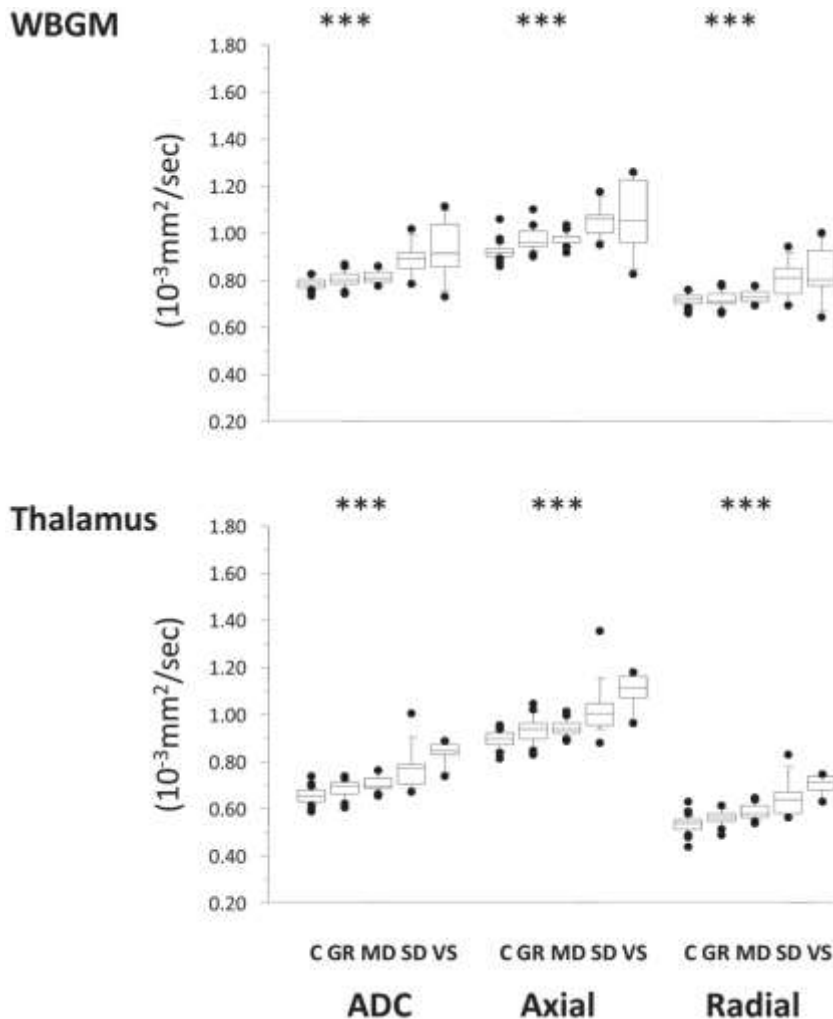 WBGM
*** *** ***
1.80
1.60
1.40
1.20
1.00
0.80
0.60
0.40
0.20
(10-3mm2/sec)
Thalamus
*** *** ***
1.80
1.60
1.40
1.20
1.00
0.80
0.60
0.40
0.20
(10-3mm2/sec)
C GR MD SD VS C GR MD SD VS C GR MD SD VS
ADC Axial Radial